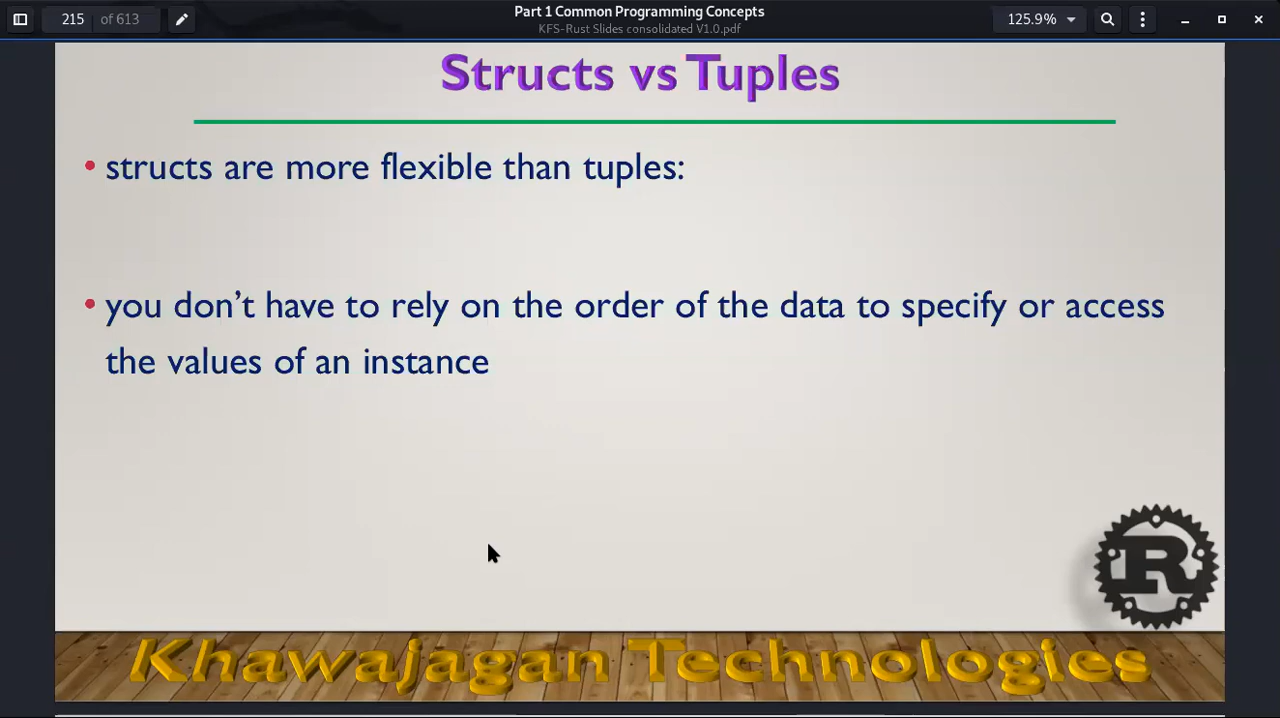 215 of 613
Part 1 Common Programming Concepts
KFS-Rust Slides consolidated V1.0.pdf
125.9%
Structs vs Tuples
• structs are more flexible than tuples:
• you don’t have to rely on the order of the data to specify or access
the values of an instance
R
Khawajagan Technologies